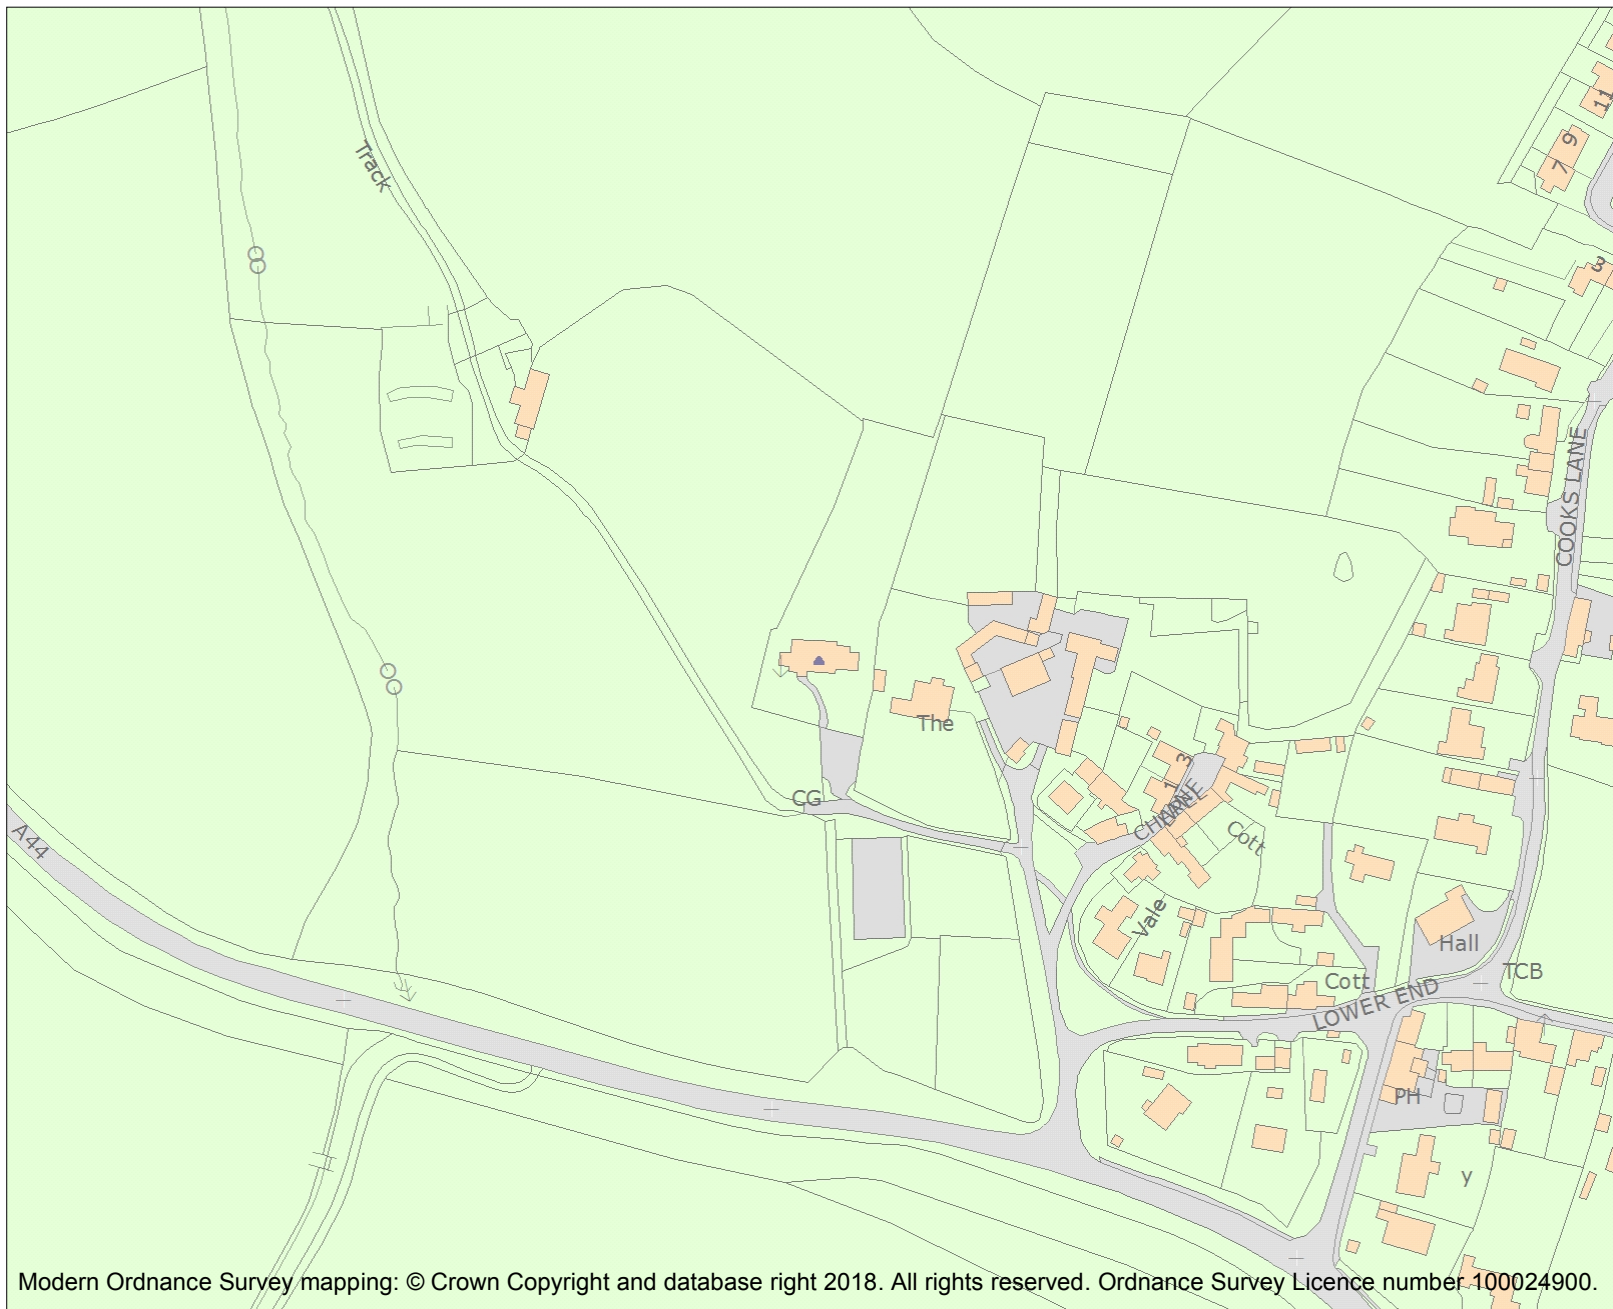 11
9
7
Track
3
COOKS LANE
The
3
1
CG
CHAPEL
LANE
Cott
A44
Vale
Hall
TCB
Cott
LOWER END
PH
y
Modern Ordnance Survey mapping: © Crown Copyright and database right 2018. All rights reserved. Ordnance Survey Licence number 100024900.